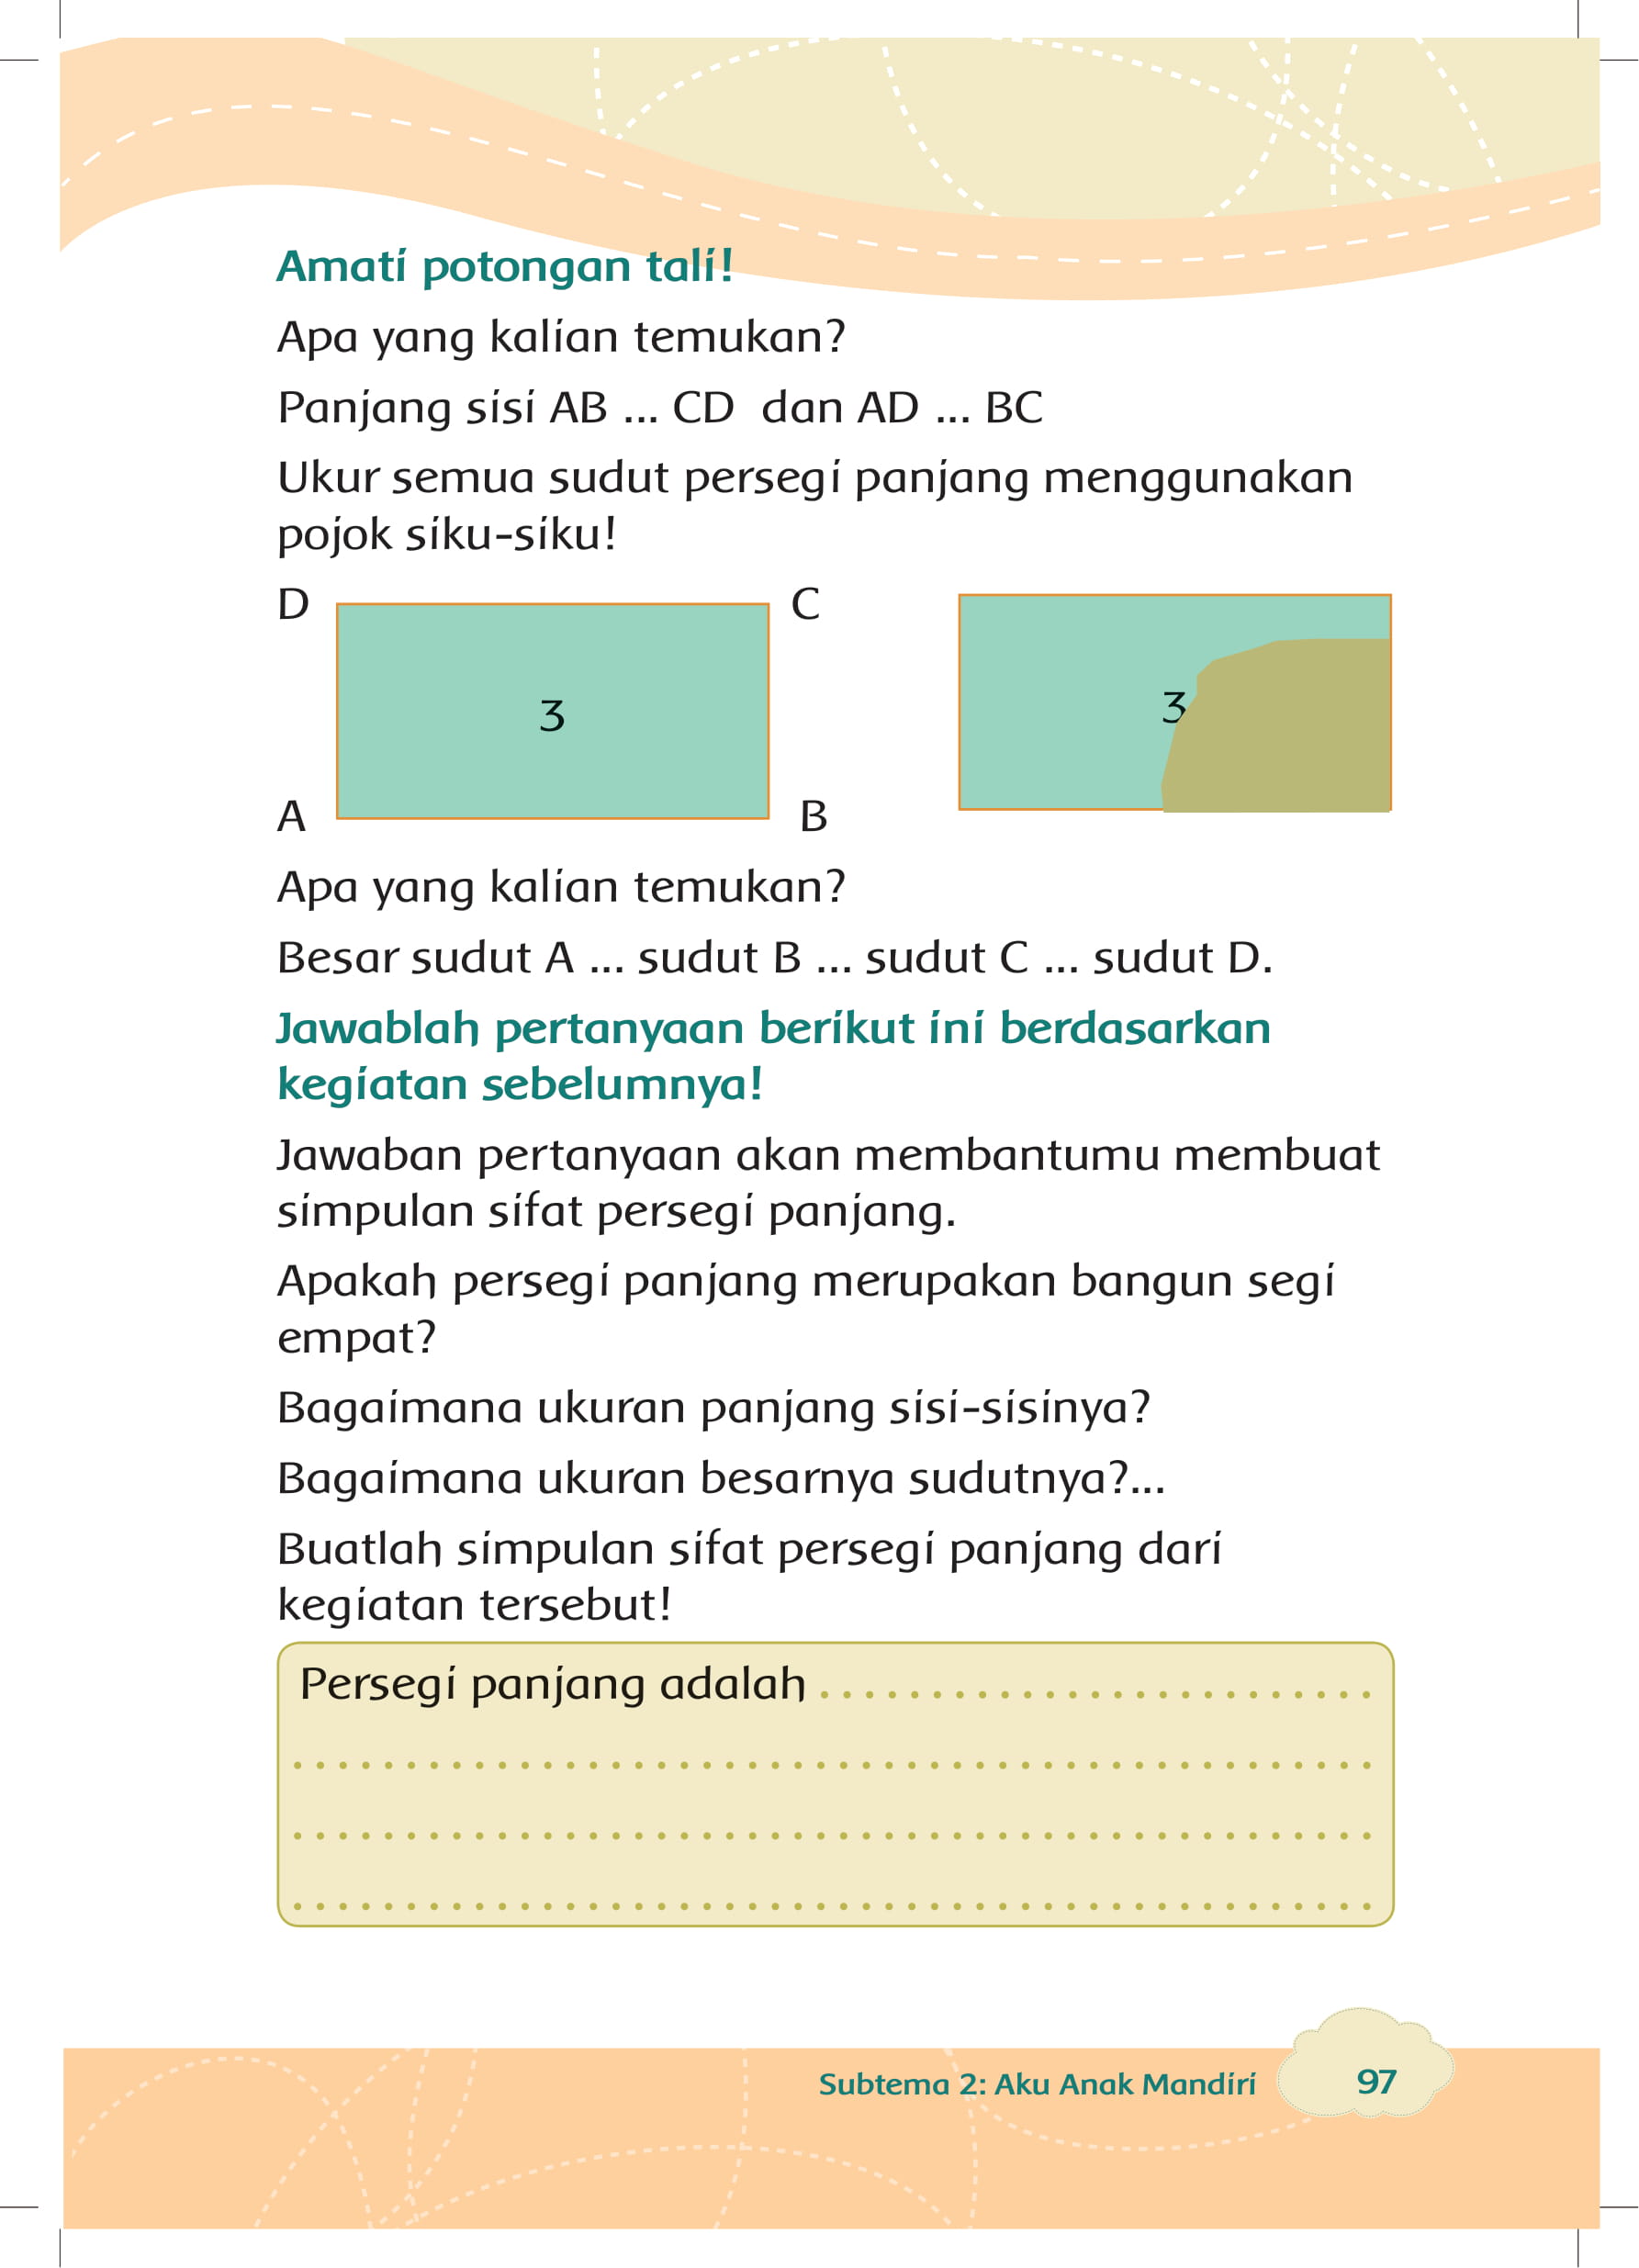 Amati potongan tali!
Apa yang kalian temukan?
Panjang sisi AB ... CD dan AD ... BC
Ukur semua sudut persegi panjang menggunakan
pojok siku-siku!
D
C
3
3
A
B
Apa yang kalian temukan?
Besar sudut A ... sudut B ... sudut C ... sudut D.
Jawablah pertanyaan berikut ini berdasarkan
kegiatan sebelumnya!
Jawaban pertanyaan akan membantumu membuat
simpulan sifat persegi panjang.
Apakah persegi panjang merupakan bangun segi
empat?
Bagaimana ukuran panjang sisi-sisinya?
Bagaimana ukuran besarnya sudutnya?...
Buatlah simpulan sifat persegi panjang dari
kegiatan tersebut!
Persegi panjang adalah
Subtema 2: Aku Anak Mandiri
97